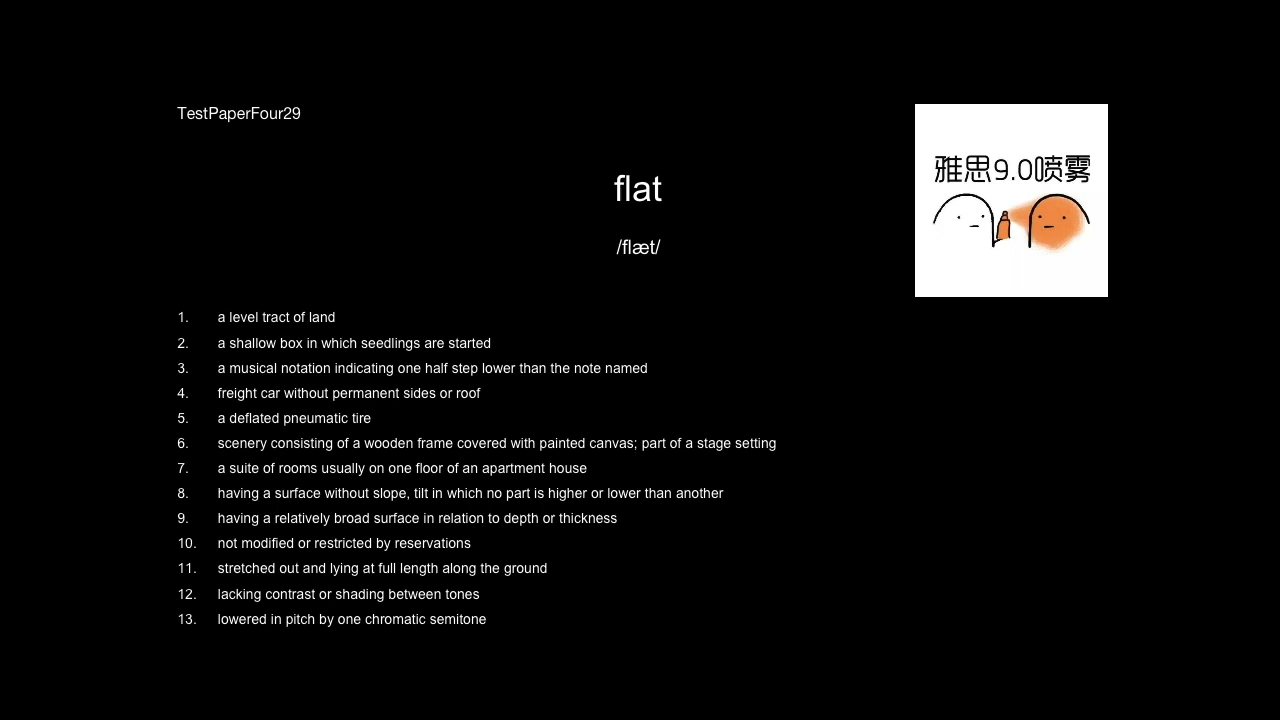 TestPaperFour29
雅思9.0喷雾
flat
/flæt/
1. a level tract of land
2. a shallow box in which seedlings are started
3. a musical notation indicating one half step lower than the note named
4. freight car without permanent sides or roof
5. a deflated pneumatic tire
6. scenery consisting of a wooden frame covered with painted canvas; part of a stage setting
7. a suite of rooms usually on one floor of an apartment house
8. having a surface without slope, tilt in which no part is higher or lower than another
9. having a relatively broad surface in relation to depth or thickness
10. not modified or restricted by reservations
11. stretched out and lying at full length along the ground
12. lacking contrast or shading between tones
13. lowered in pitch by one chromatic semitone